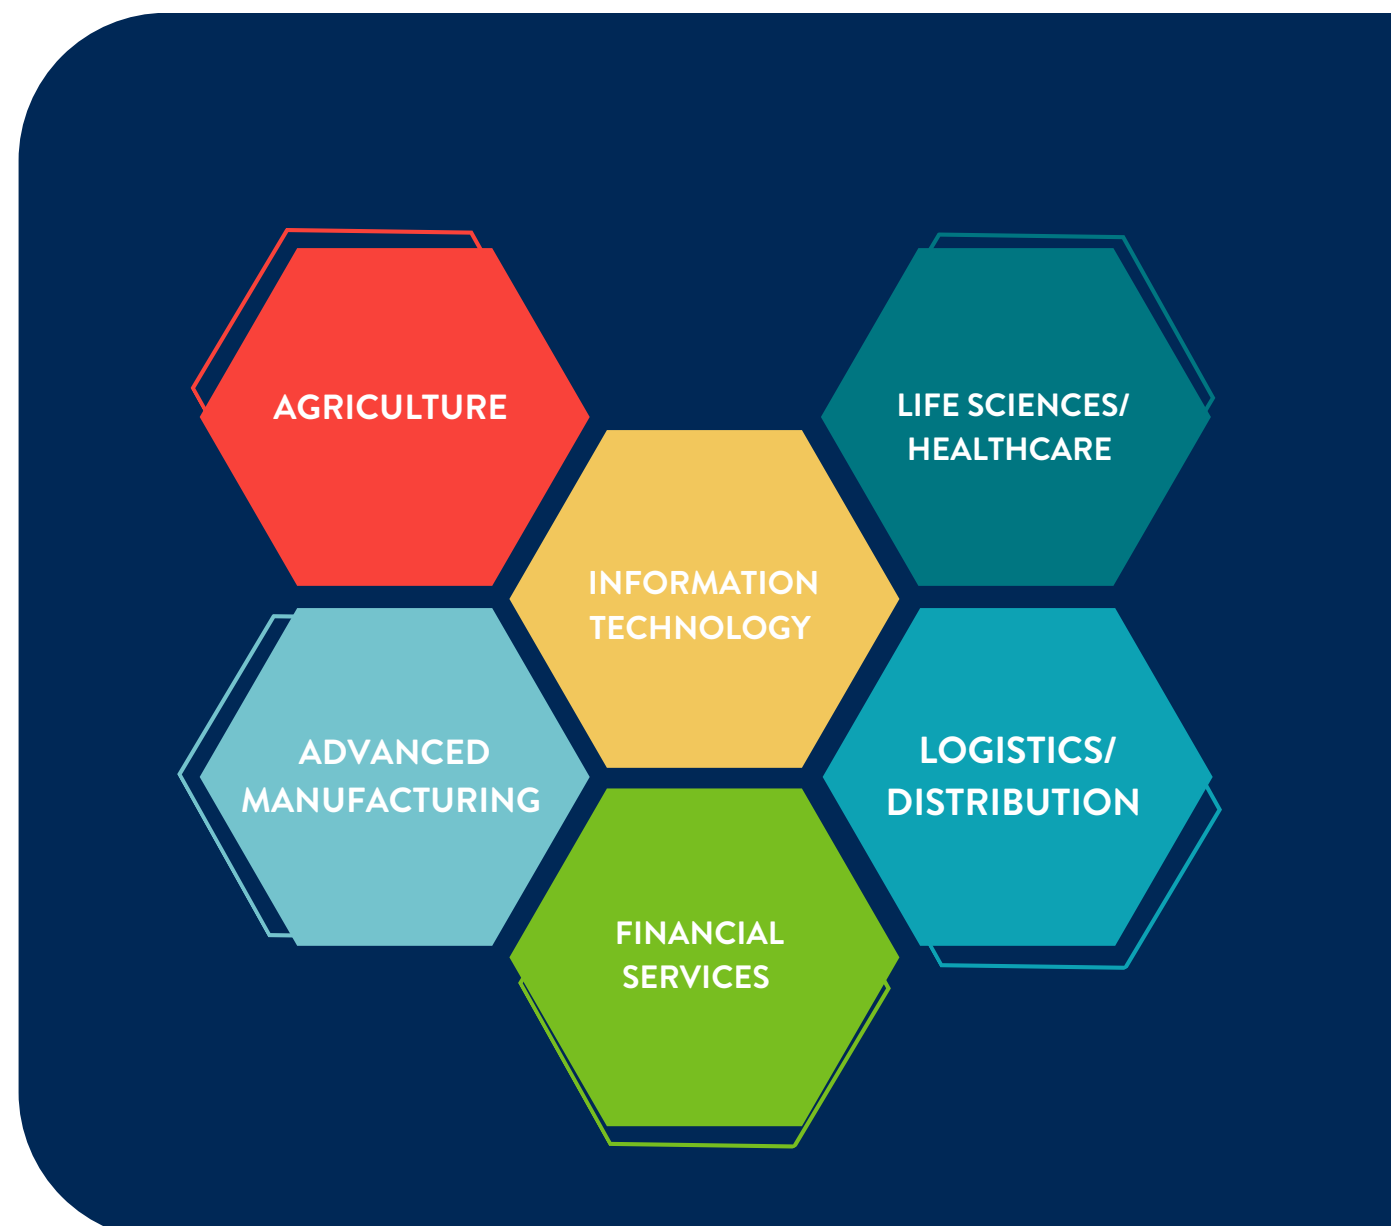 AGRICULTURE
LIFE SCIENCES/
HEALTHCARE
INFORMATION
TECHNOLOGY
ADVANCED
MANUFACTURING
LOGISTICS/
DISTRIBUTION
FINANCIAL
SERVICES